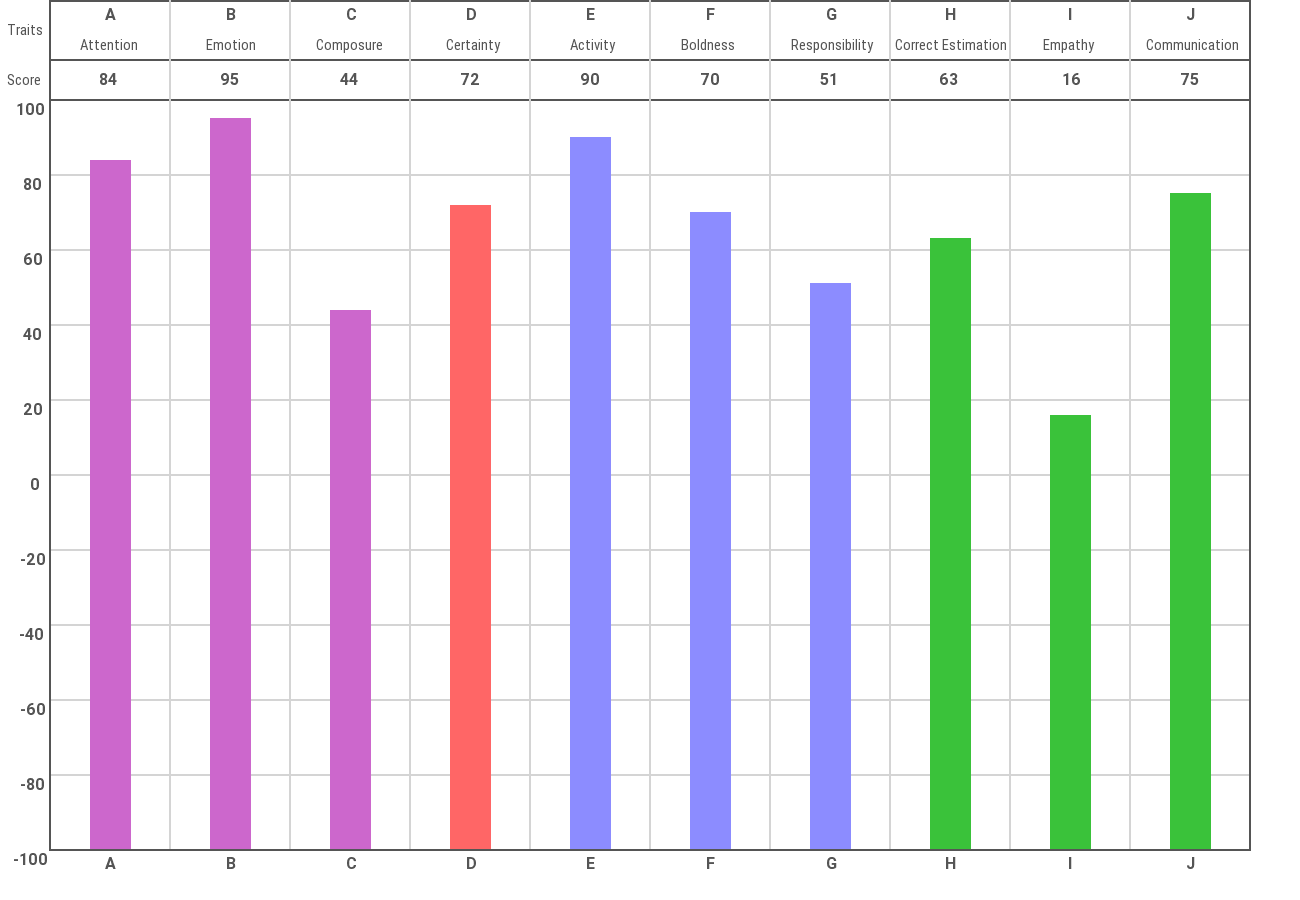 Traits
A B C D E F G H I J
Attention Emotion Composure Certainty Activity Boldness Responsibility Correct Estimation Empathy Communication
Score 84 95 44 72 90 70 51 63 16 75
100
80
60
40
20
0
-20
-40
-60
-80
-100
A B C D E F G H I J